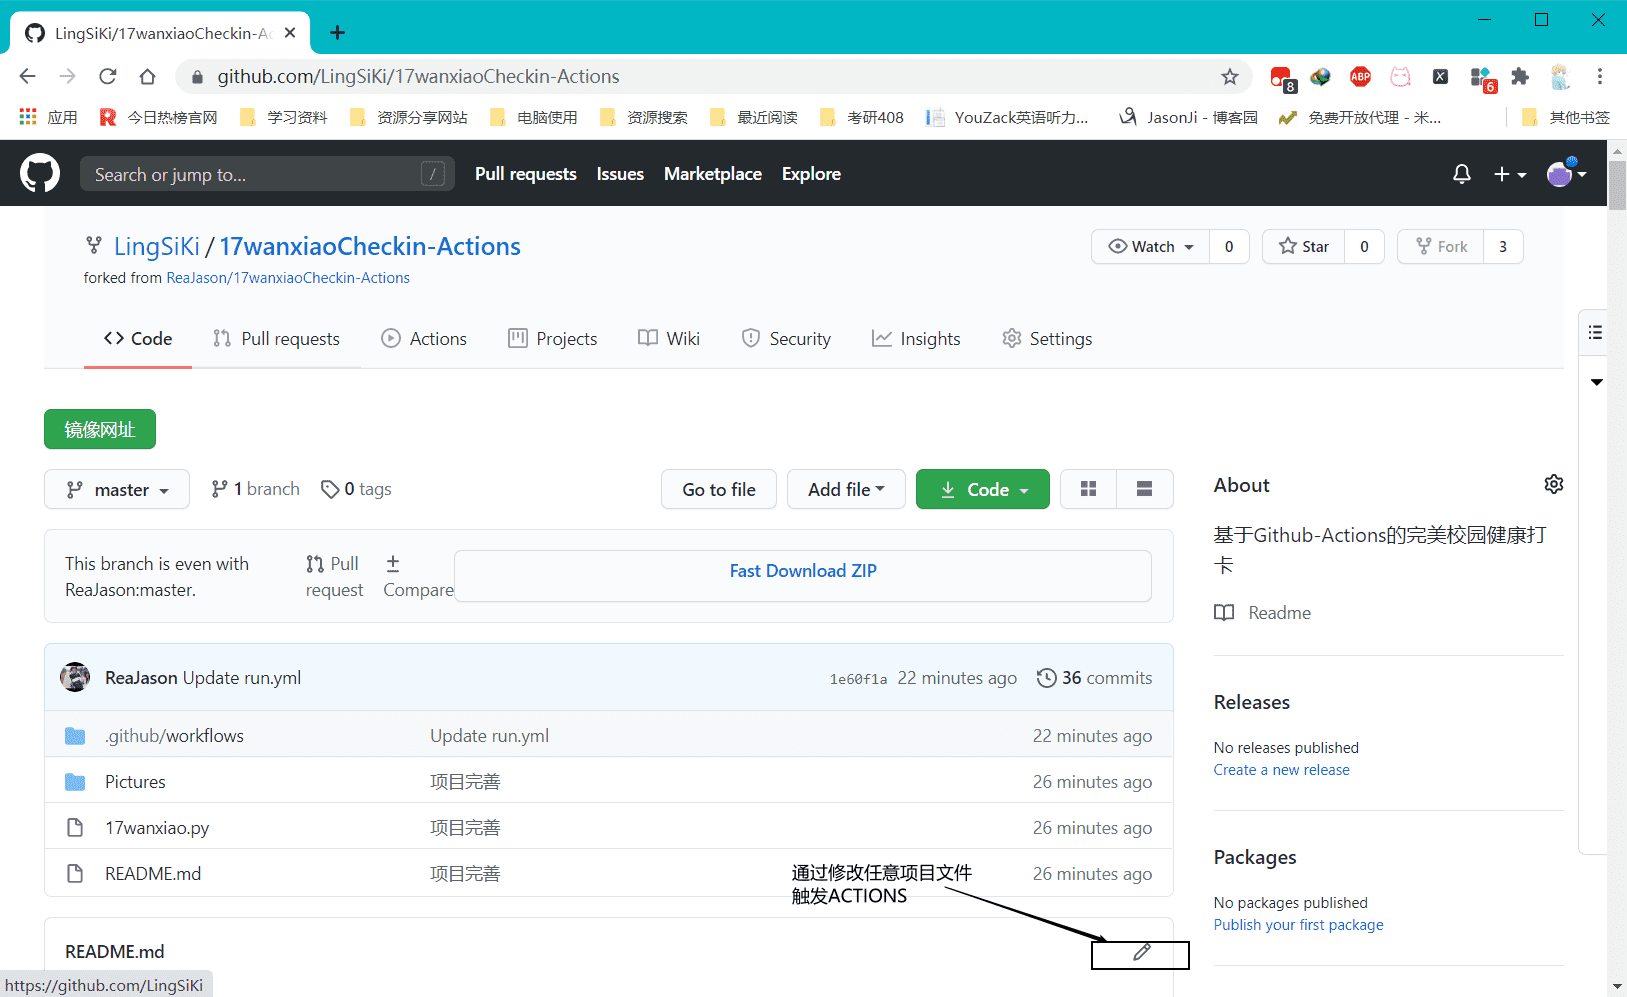 LingSiKi/17wanxiaoCheckin-Ac
github.com/LingSiKi/17wanxiaoCheckin-Actions
8
ABP
X
6
应用
R
今日热榜官网
学习资料
资源分享网站
电脑使用
资源搜索
最近阅读
考研408
YouZack英语听力...
JasonJi - 博客园
免费开放代理 - 米...
其他书签
Search or jump to...
/
Pull requests
Issues
Marketplace
Explore
LingSiKi / 17wanxiaoCheckin-Actions
forked from ReaJason/17wanxiaoCheckin-Actions
Watch
0
Star
0
Fork
3
Code
Pull requests
Actions
Projects
Wiki
Security
Insights
Settings
镜像网址
master
1 branch
0 tags
Go to file
Add file
Code
This branch is even with
ReaJason:master.
Pull
request
Compare
Fast Download ZIP
ReaJason Update run.yml
1e60f1a 22 minutes ago
36 commits
.github/workflows
Update run.yml
22 minutes ago
Pictures
项目完善
26 minutes ago
17wanxiao.py
项目完善
26 minutes ago
README.md
项目完善
26 minutes ago
通过修改任意项目文件
触发ACTIONS
README.md
About
基于Github-Actions的完美校园健康打
卡
Readme
Releases
No releases published
Create a new release
Packages
No packages published
Publish your first package
https://github.com/LingSiKi